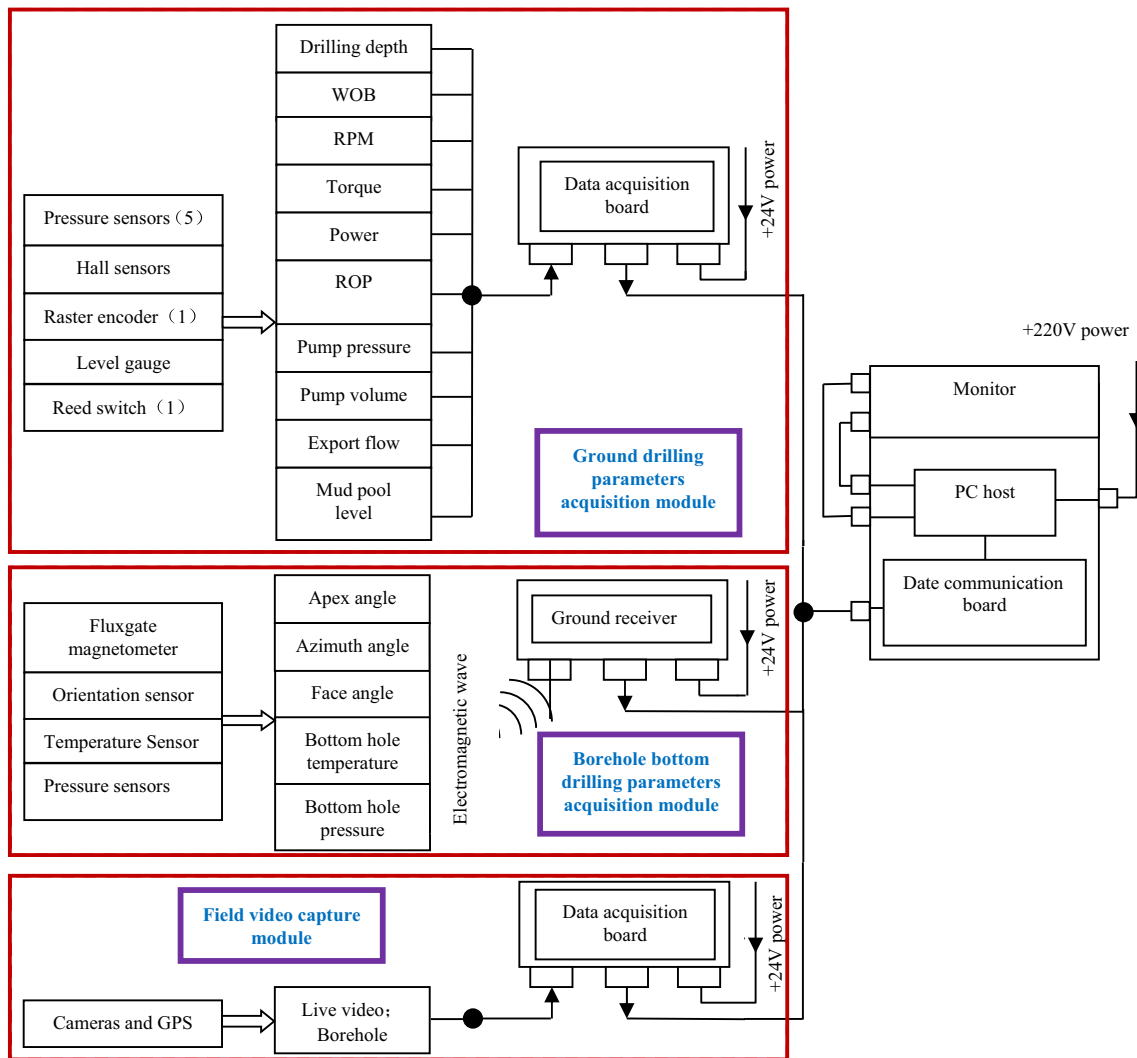 Drilling depth
WOB
RPM
Torque
Power
ROP
Pump pressure
Pump volume
Export flow
Mud pool
level
Pressure sensors（5）
Hall sensors
Raster encoder（1）
Level gauge
Reed switch（1）
Data acquisition
board
+24V power
Ground drilling
parameters
acquisition module
+220V power
Monitor
PC host
Date communication
board
Fluxgate
magnetometer
Orientation sensor
Temperature Sensor
Pressure sensors
Apex angle
Azimuth angle
Face angle
Bottom hole
temperature
Bottom hole
pressure
Electromagnetic wave
Ground receiver
+24V power
Borehole bottom
drilling parameters
acquisition module
Field video capture
module
Data acquisition
board
+24V power
Cameras and GPS
Live video；
Borehole